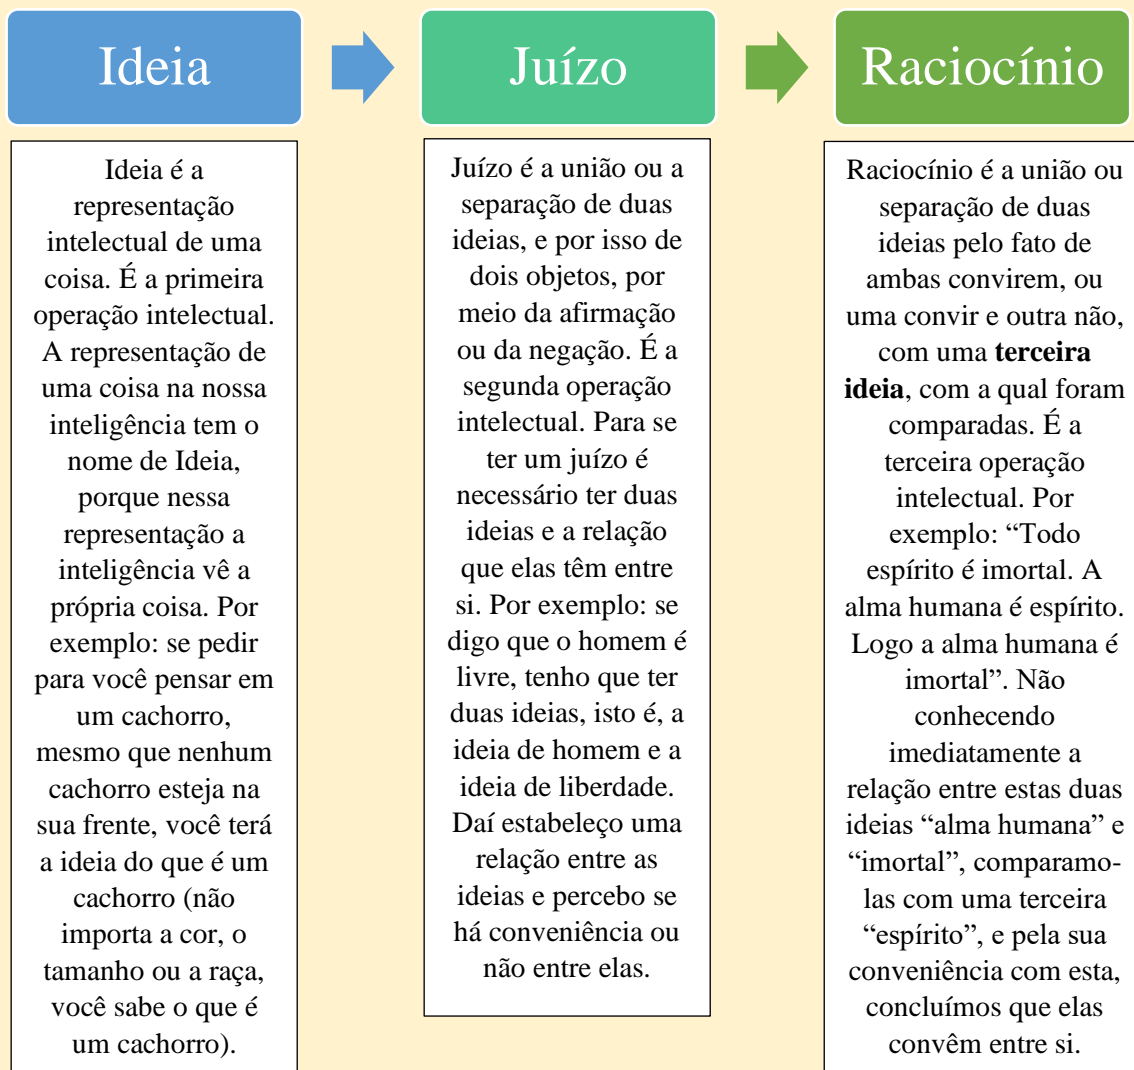 Ideia
Juízo
Raciocínio
Ideia é a
representação
intelectual de uma
coisa. É a primeira
operação intelectual.
A representação de
uma coisa na nossa
inteligência tem o
nome de Ideia,
porque nessa
representação a
inteligência vê a
própria coisa. Por
exemplo: se pedir
para você pensar em
um cachorro,
mesmo que nenhum
cachorro esteja na
sua frente, você terá
a ideia do que é um
cachorro (não
importa a cor, o
tamanho ou a raça,
você sabe o que é
um cachorro).
Juízo é a união ou a
separação de duas
ideias, e por isso de
dois objetos, por
meio da afirmação
ou da negação. É a
segunda operação
intelectual. Para se
ter um juízo é
necessário ter duas
ideias e a relação
que elas têm entre
si. Por exemplo: se
digo que o homem é
livre, tenho que ter
duas ideias, isto é, a
ideia de homem e a
ideia de liberdade.
Daí estabeleço uma
relação entre as
ideias e percebo se
há conveniência ou
não entre elas.
Raciocínio é a união ou
separação de duas
ideias pelo fato de
ambas convirem, ou
uma convir e outra não,
com uma terceira
ideia, com a qual foram
comparadas. É a
terceira operação
intelectual. Por
exemplo: “Todo
espírito é imortal. A
alma humana é espírito.
Logo a alma humana é
imortal”. Não
conhecendo
imediatamente a
relação entre estas duas
ideias “alma humana” e
“imortal”, comparamo-
las com uma terceira
“espírito”, e pela sua
conveniência com esta,
concluímos que elas
convêm entre si.